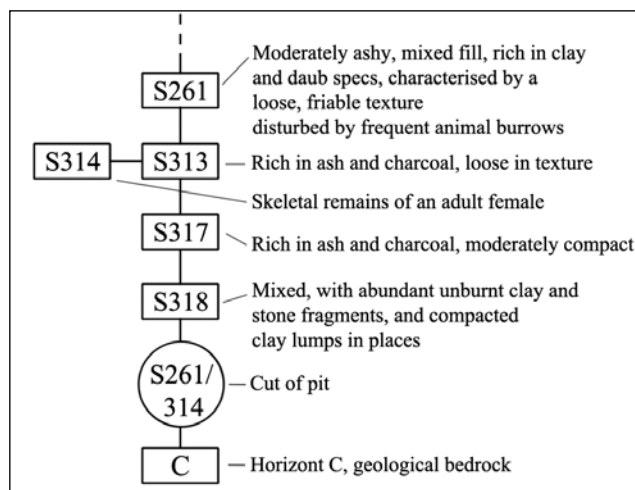 Moderately ashy, mixed fill, rich in clay
S261
and daub specs, characterised by a
loose, friable texture
disturbed by frequent animal burrows
S314
S313
Rich in ash and charcoal, loose in texture
Skeletal remains of an adult female
S317
Rich in ash and charcoal, moderately compact
S318
Mixed, with abundant unburnt clay and
stone fragments, and compacted
clay lumps in places
S261/
314
Cut of pit
C
Horizont C, geological bedrock